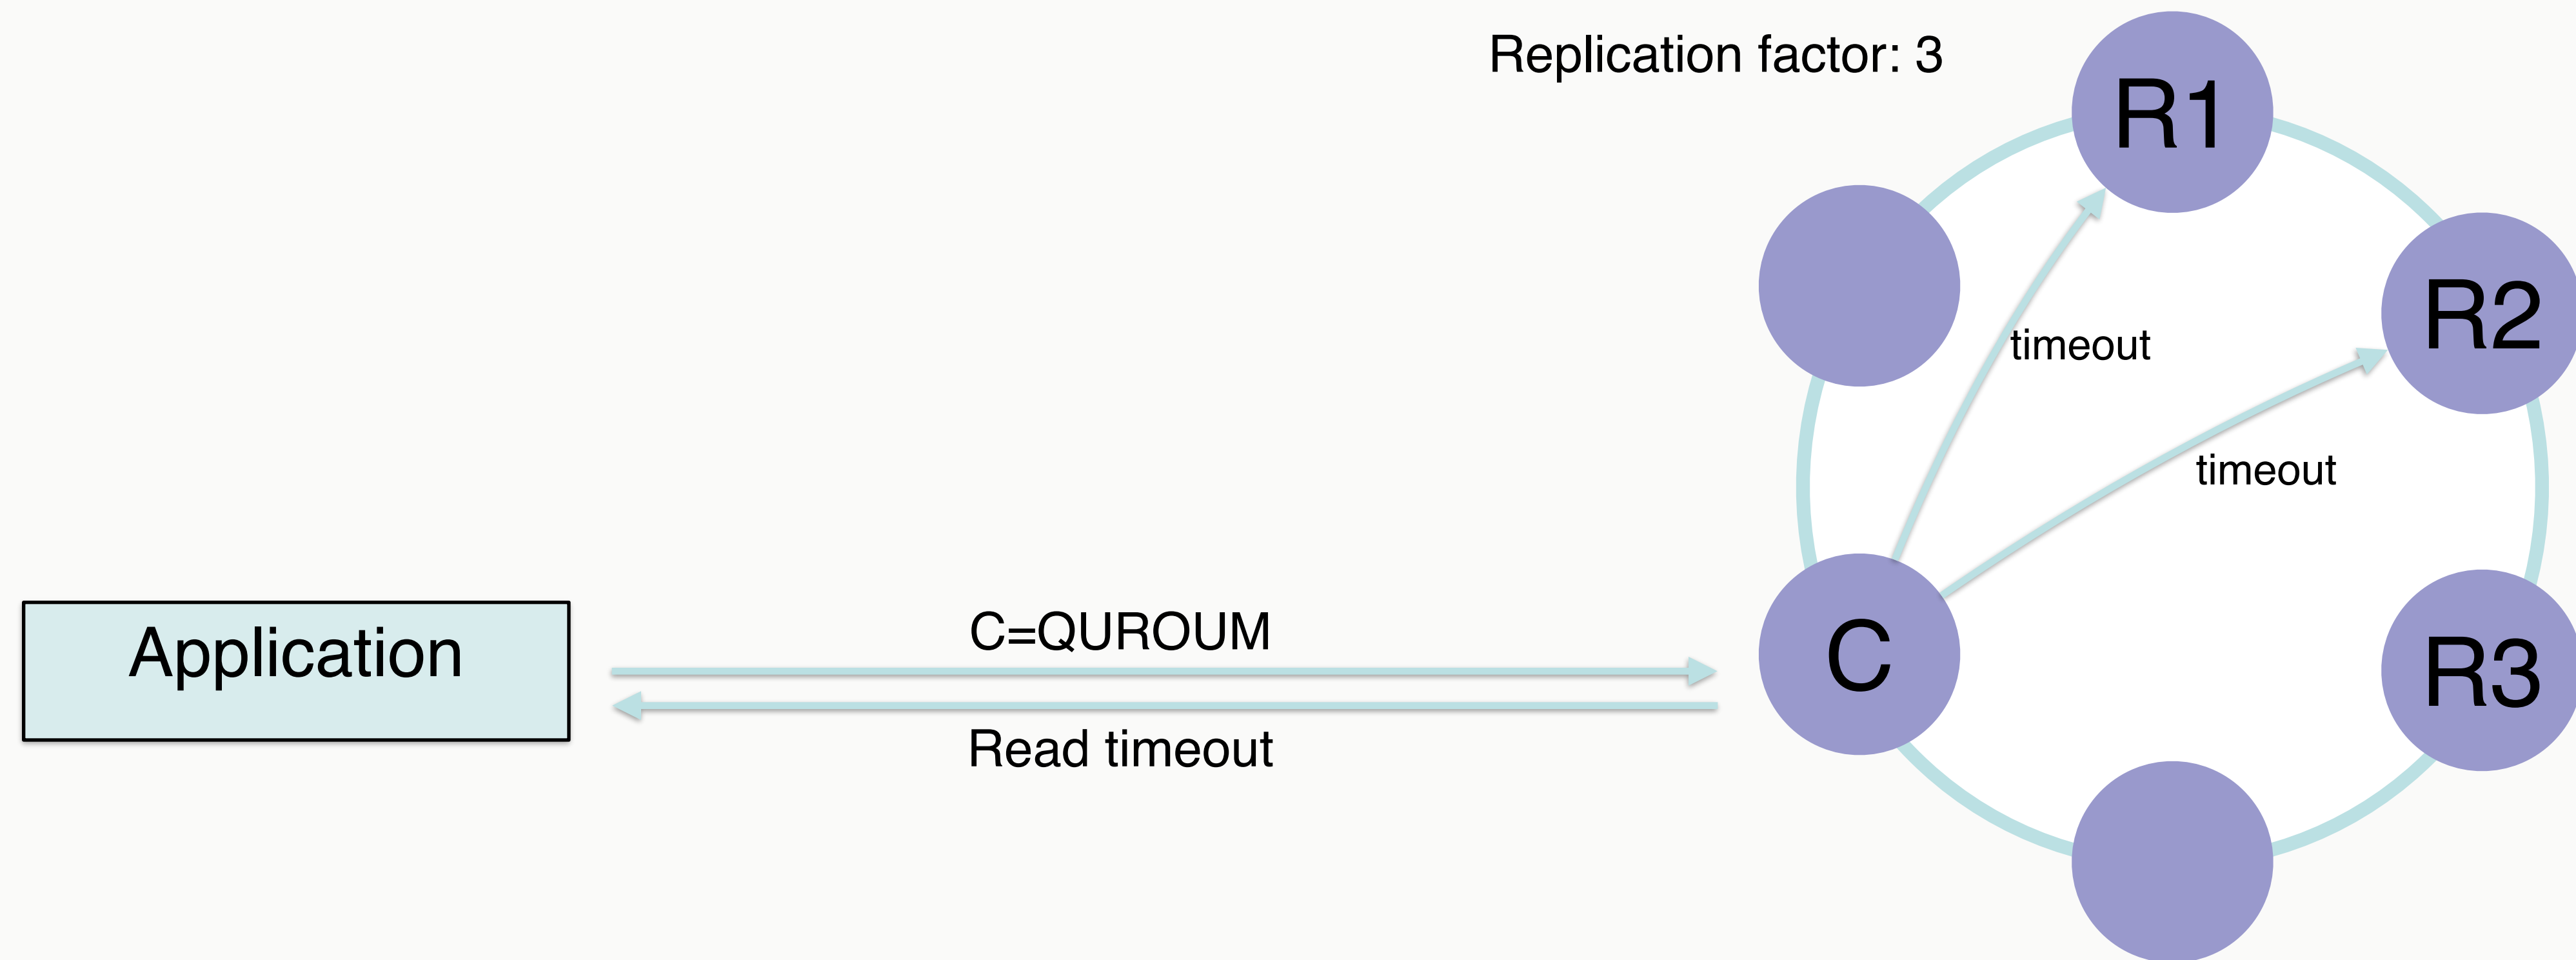 Replication factor: 3
R1
R2
timeout
timeout
Application
C=QUROUM
Read timeout
C
R3